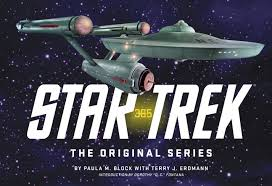 STAR TREK
365
THE ORIGINAL SERIES
BY PAULA M. BLOCK WITH TERRY J. ERDMANN
INTRODUCTION BY DOROTHY "D. C." FONTANA